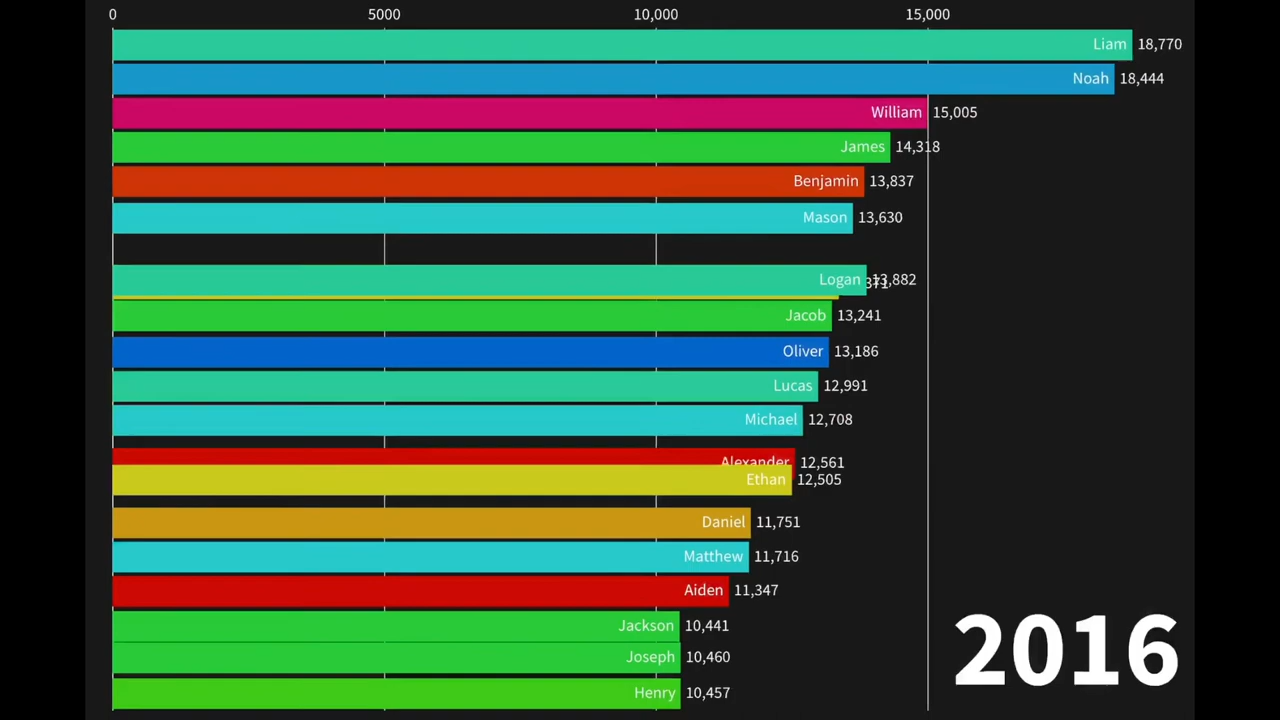 0 5000 10,000 15,000
Liam 18,770
Noah 18,444
William 15,005
James 14,318
Benjamin 13,837
Mason 13,630
Logan 13,882
Jacob 13,241
Oliver 13,186
Lucas 12,991
Michael 12,708
Alexander 12,561
Ethan 12,505
Daniel 11,751
Matthew 11,716
Aiden 11,347
Jackson 10,441
Joseph 10,460
Henry 10,457
2016